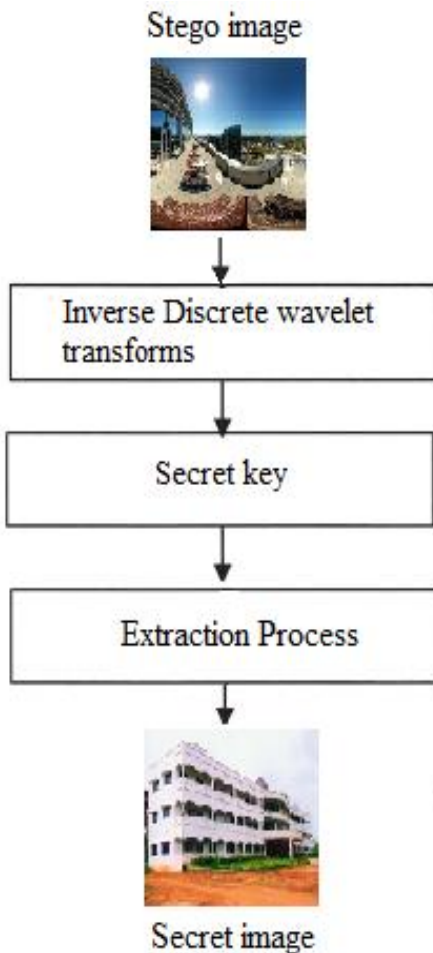 Stego image
Inverse Discrete wavelet
transforms
Secret key
Extraction Process
Secret image